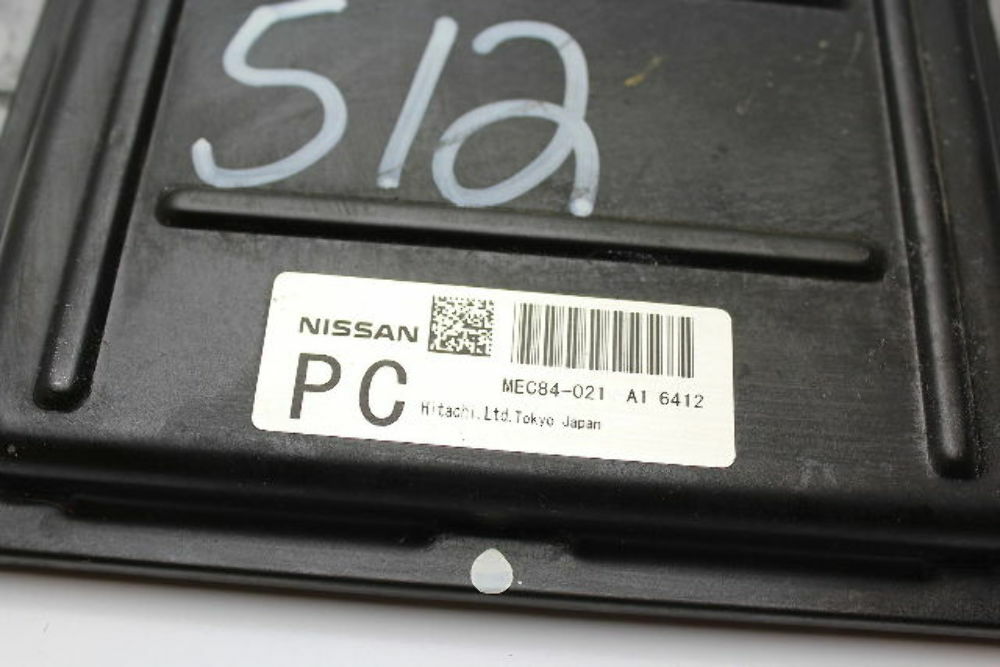 512
NISSAN
PC
MEC84-021 A1 6412
Hitachi.Ltd.Tokyo Japan